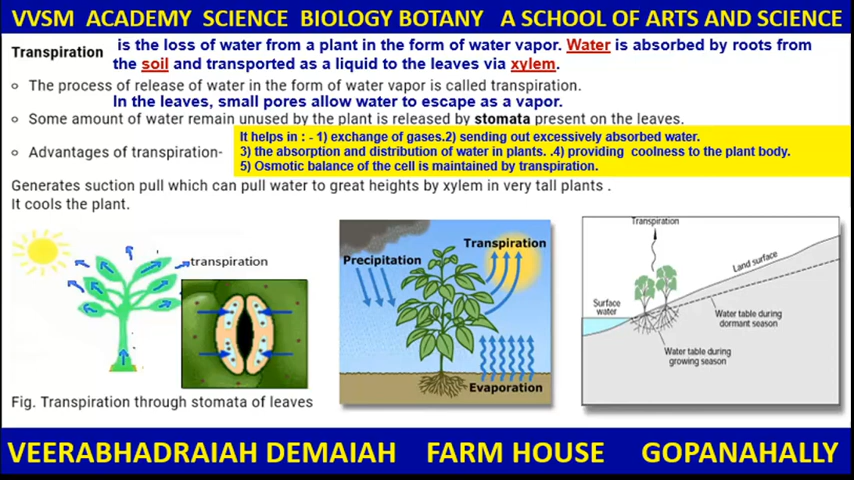 VVSM ACADEMY SCIENCE BIOLOGY BOTANY A SCHOOL OF ARTS AND SCIENCE
Transpiration is the loss of water from a plant in the form of water vapor. Water is absorbed by roots from
the soil and transported as a liquid to the leaves via xylem.
The process of release of water in the form of water vapor is called transpiration.
In the leaves, small pores allow water to escape as a vapor.
Some amount of water remain unused by the plant is released by stomata present on the leaves.
It helps in : - 1) exchange of gases.2) sending out excessively absorbed water.
Advantages of transpiration- 3) the absorption and distribution of water in plants. .4) providing coolness to the plant body.
5) Osmotic balance of the cell is maintained by transpiration.
Generates suction pull which can pull water to great heights by xylem in very tall plants .
It cools the plant.
transpiration
Fig. Transpiration through stomata of leaves
Precipitation
Transpiration
Evaporation
Transpiration
Land surface
Surface
water
Water table during
dormant season
Water table during
growing season
VEERABHADRAIAH DEMAIAH FARM HOUSE GOPANAHALLY